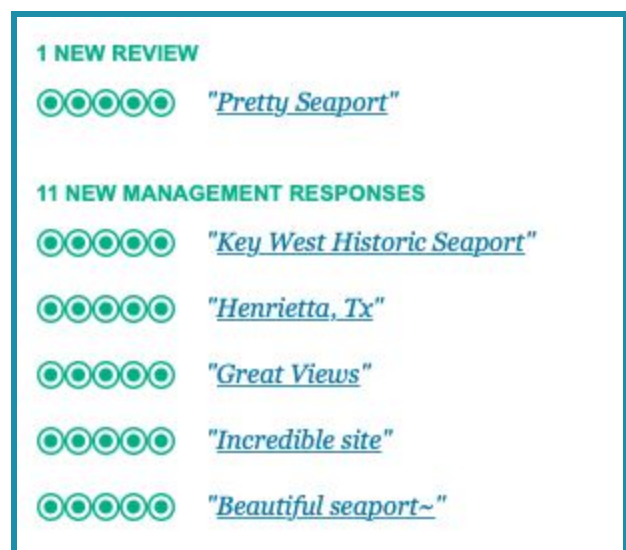 1 NEW REVIEW
"Pretty Seaport"
11 NEW MANAGEMENT RESPONSES
"Key West Historic Seaport"
"Henrietta, Tx"
"Great Views"
"Incredible site"
"Beautiful seaport~"